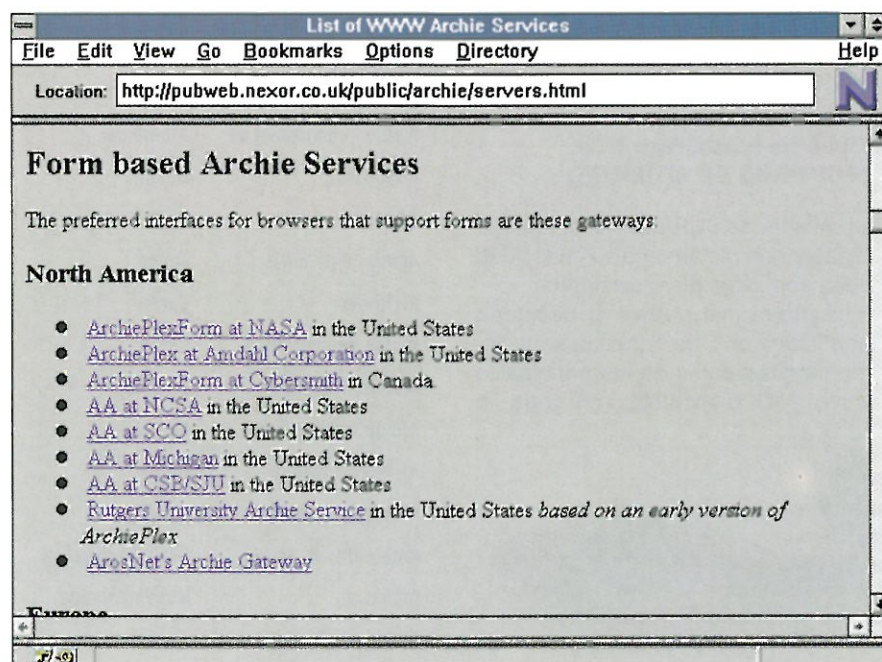 List of WWW Archie Services
File Edit View Go Bookmarks Options Directory Help
Location: http://pubweb.nexor.co.uk/public/archie/servers.html
N
Form based Archie Services
The preferred interfaces for browsers that support forms are these gateways:
North America
ArchiePlexForm at NASA in the United States
ArchiePlex at Amdahl Corporation in the United States
ArchiePlexForm at Cybersmith in Canada.
AA at NCSA in the United States
AA at SCO in the United States
AA at Michigan in the United States
AA at CSB/SJU in the United States
Rutgers University Archie Service in the United States based on an early version of
ArchiePlex
ArosNet's Archie Gateway
Europe